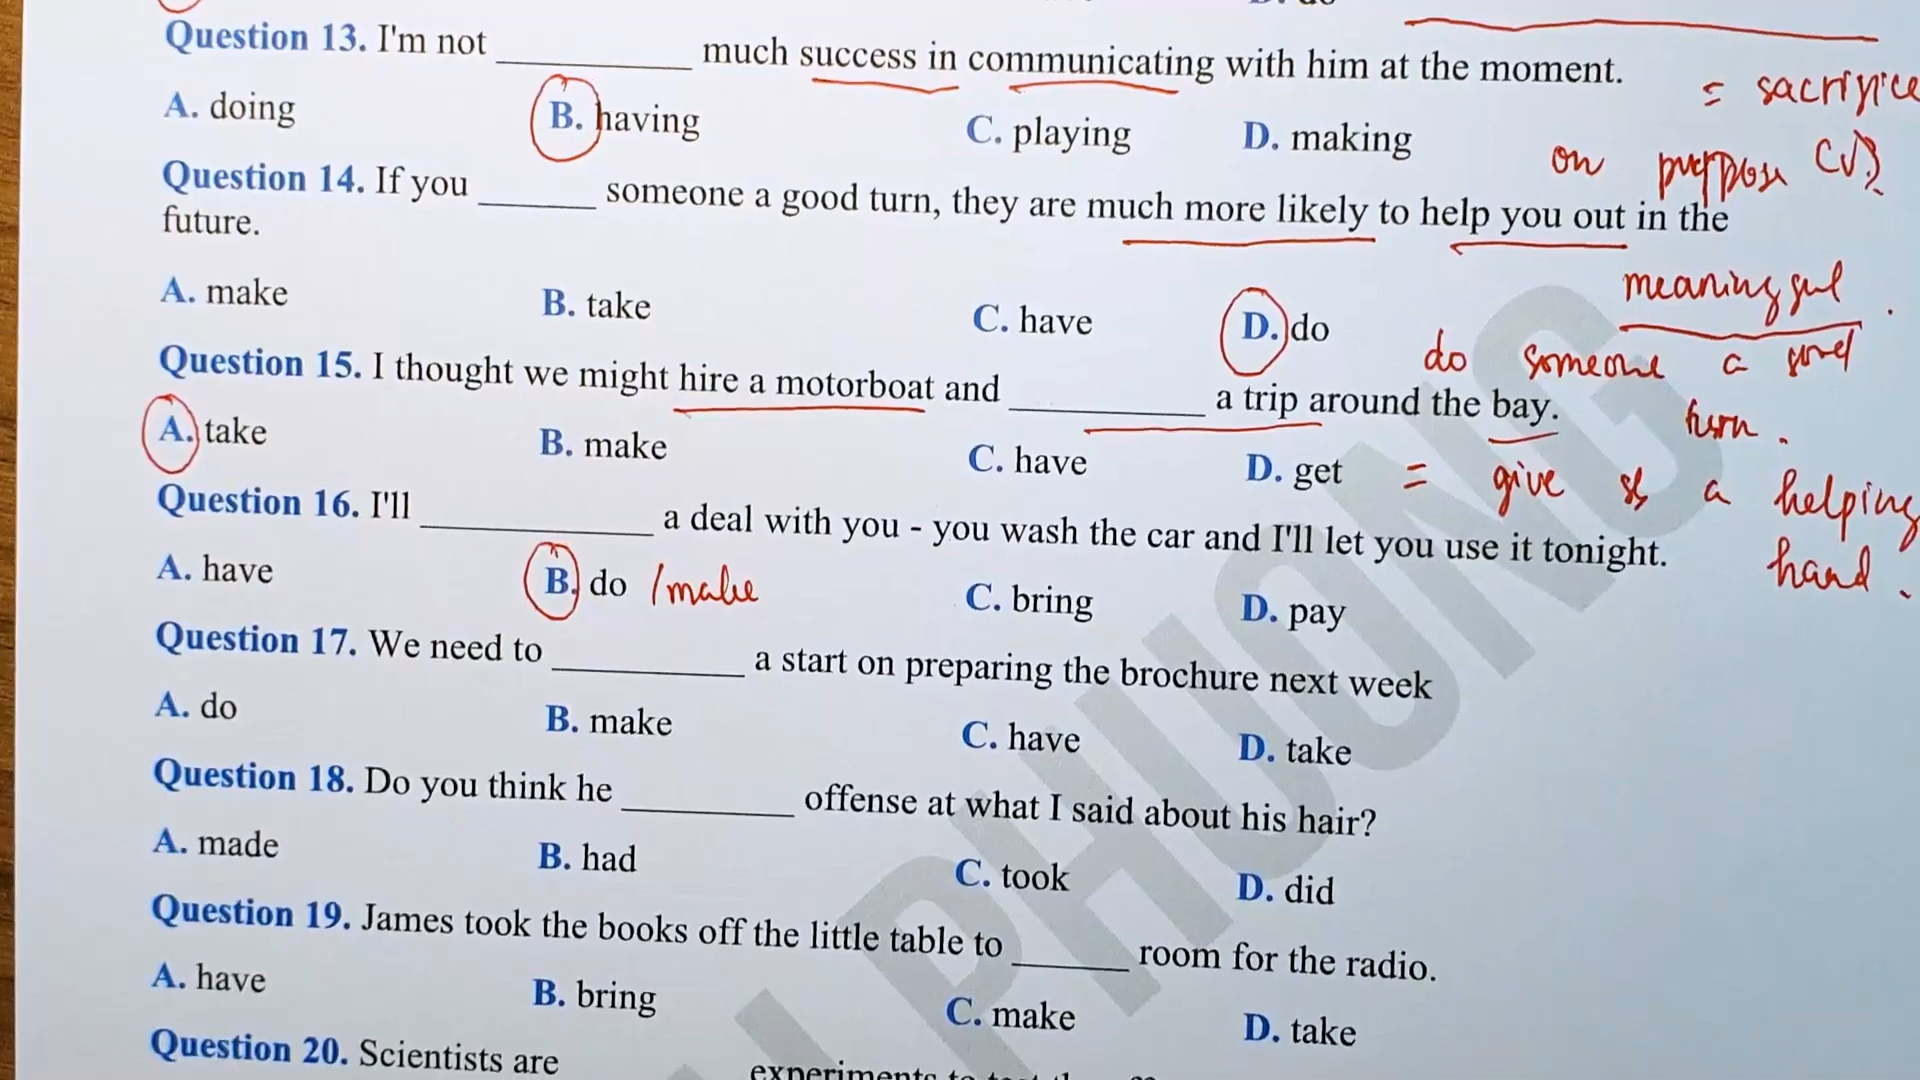 Question 13. I'm not __________ much success in communicating with him at the moment.
= sacrifice
A. doing B. having C. playing D. making
on purpose (V)
Question 14. If you ______ someone a good turn, they are much more likely to help you out in the
future.
meaningful
A. make B. take C. have D. do
do someone a good
turn.
Question 15. I thought we might hire a motorboat and __________ a trip around the bay.
A. take B. make C. have D. get
= give sb a helping
hand.
Question 16. I'll ____________ a deal with you - you wash the car and I'll let you use it tonight.
A. have B. do /make C. bring D. pay
Question 17. We need to __________ a start on preparing the brochure next week
A. do B. make C. have D. take
Question 18. Do you think he _________ offense at what I said about his hair?
A. made B. had C. took D. did
Question 19. James took the books off the little table to ______ room for the radio.
A. have B. bring C. make D. take
Question 20. Scientists are experiments to
PHUONG